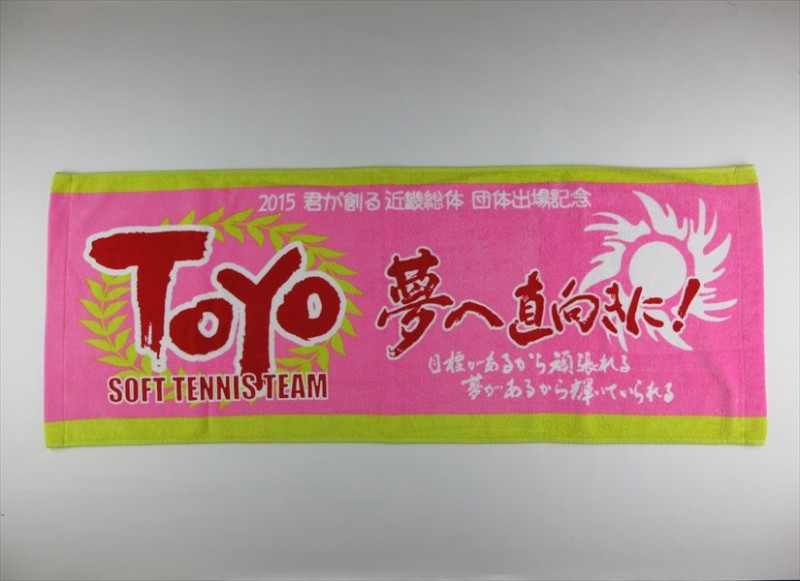 2015 君が創る 近畿総体 団体出場記念
TOYO
SOFT TENNIS TEAM
夢へ直向きに!
目標があるから頑張れる
夢があるから輝いていられる